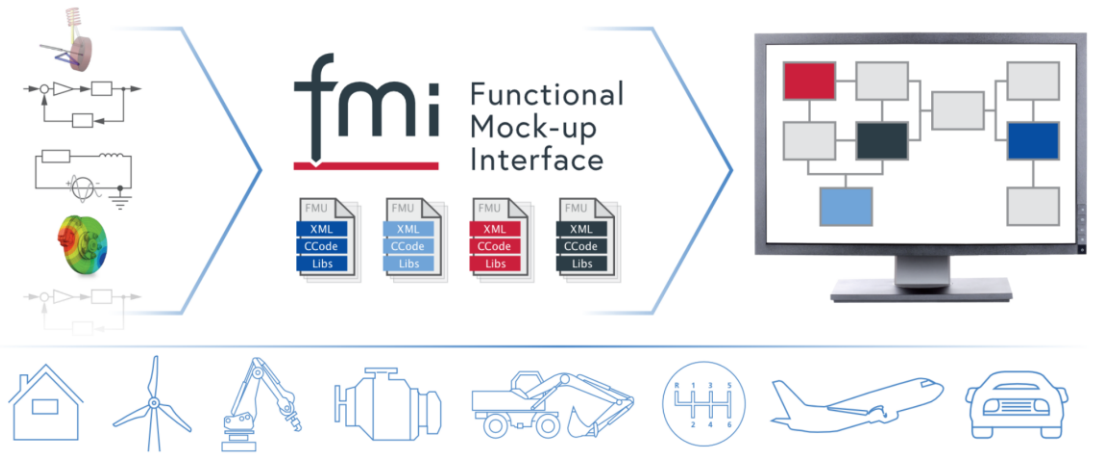 fmi
Functional
Mock-up
Interface
FMU
XML
CCode
Libs
FMU
XML
CCode
Libs
FMU
XML
CCode
Libs
FMU
XML
CCode
Libs
R 1 3 5
2 4 6